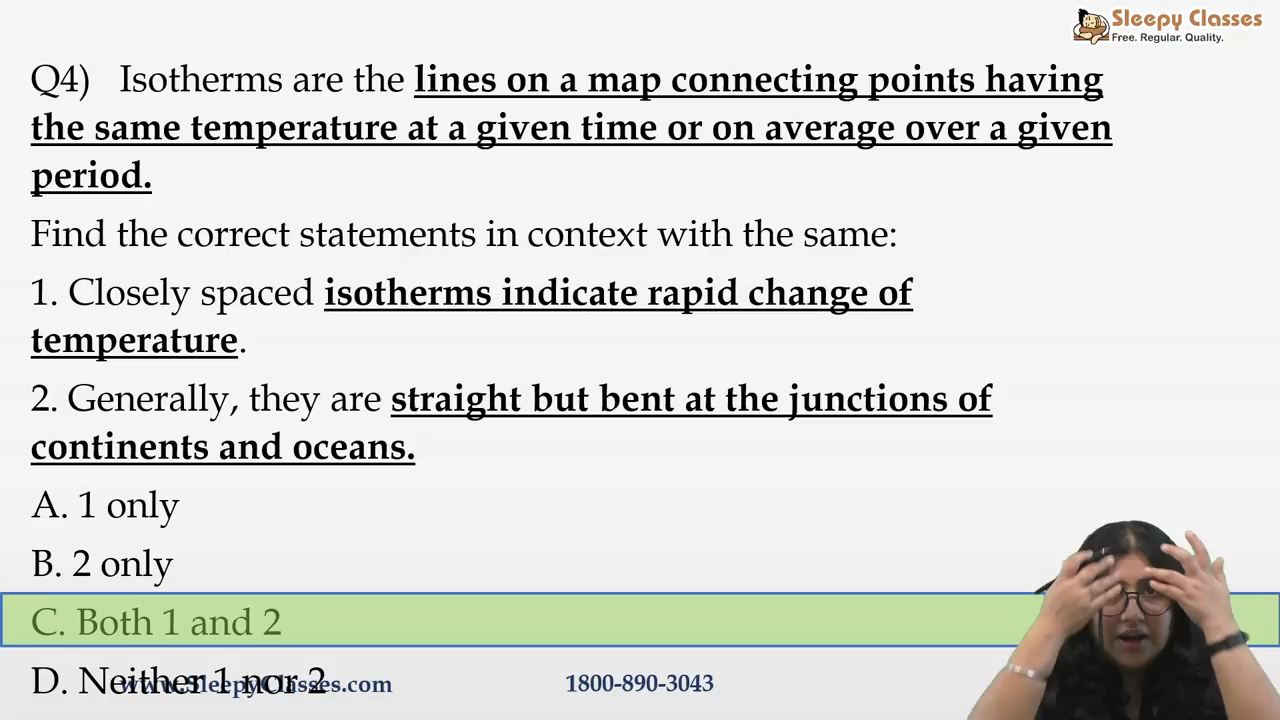 Sleepy Classes
Free. Regular. Quality.
Q4) Isotherms are the lines on a map connecting points having
the same temperature at a given time or on average over a given
period.
Find the correct statements in context with the same:
1. Closely spaced isotherms indicate rapid change of
temperature.
2. Generally, they are straight but bent at the junctions of
continents and oceans.
A. 1 only
B. 2 only
C. Both 1 and 2
D. Neither 1 nor 2
www.SleepyClasses.com
1800-890-3043